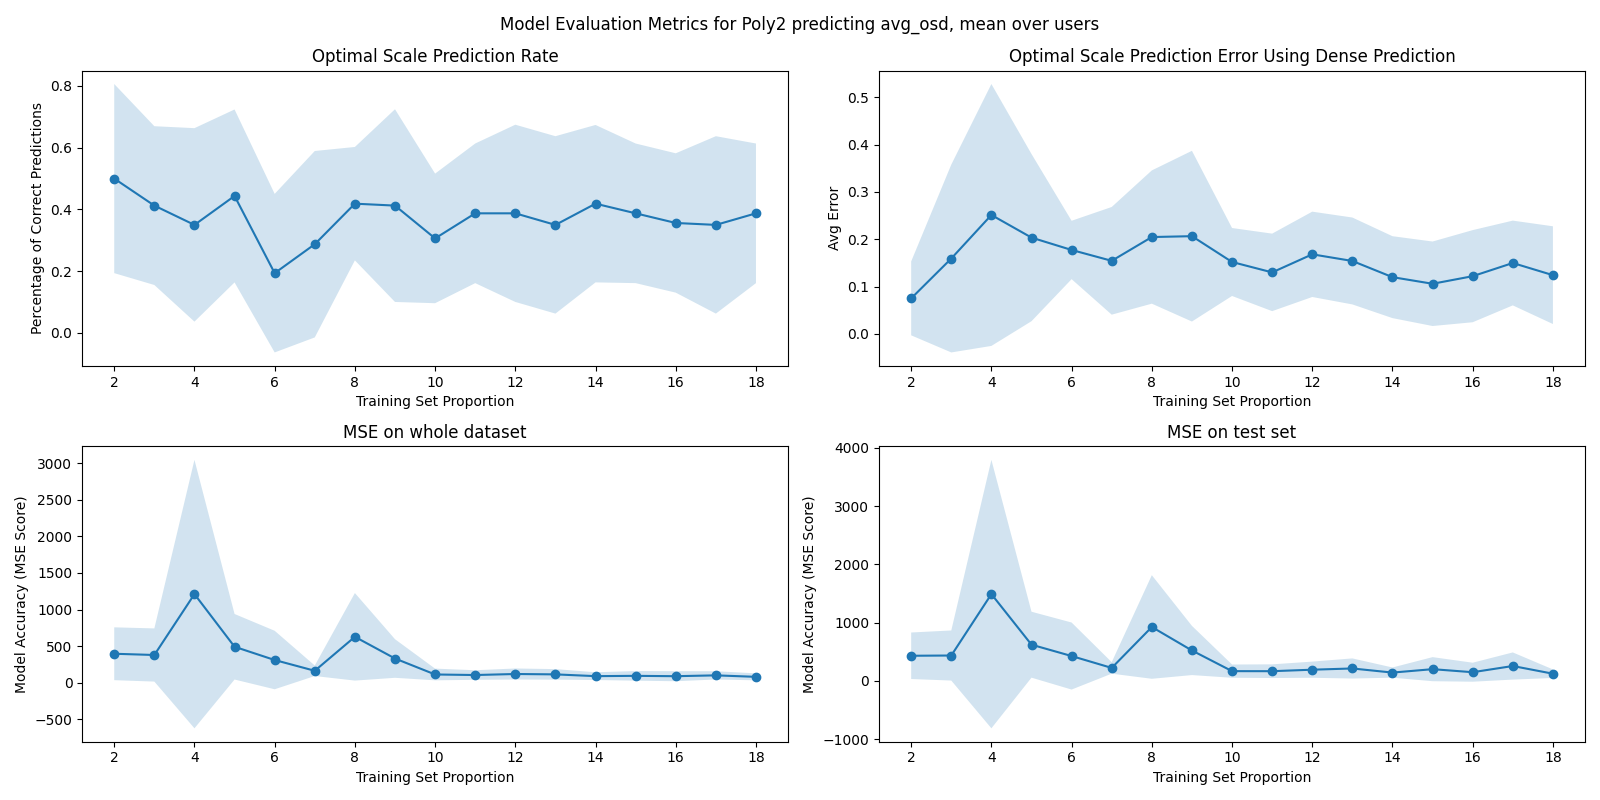 Model Evaluation Metrics for Poly2 predicting avg_osd, mean over users
Optimal Scale Prediction Rate
Percentage of Correct Predictions
0.8
0.6
0.4
0.2
0.0
2 4 6 8 10 12 14 16 18
Training Set Proportion
Optimal Scale Prediction Error Using Dense Prediction
Avg Error
0.5
0.4
0.3
0.2
0.1
0.0
2 4 6 8 10 12 14 16 18
Training Set Proportion
MSE on whole dataset
Model Accuracy (MSE Score)
3000
2500
2000
1500
1000
500
0
−500
2 4 6 8 10 12 14 16 18
Training Set Proportion
MSE on test set
Model Accuracy (MSE Score)
4000
3000
2000
1000
0
−1000
2 4 6 8 10 12 14 16 18
Training Set Proportion